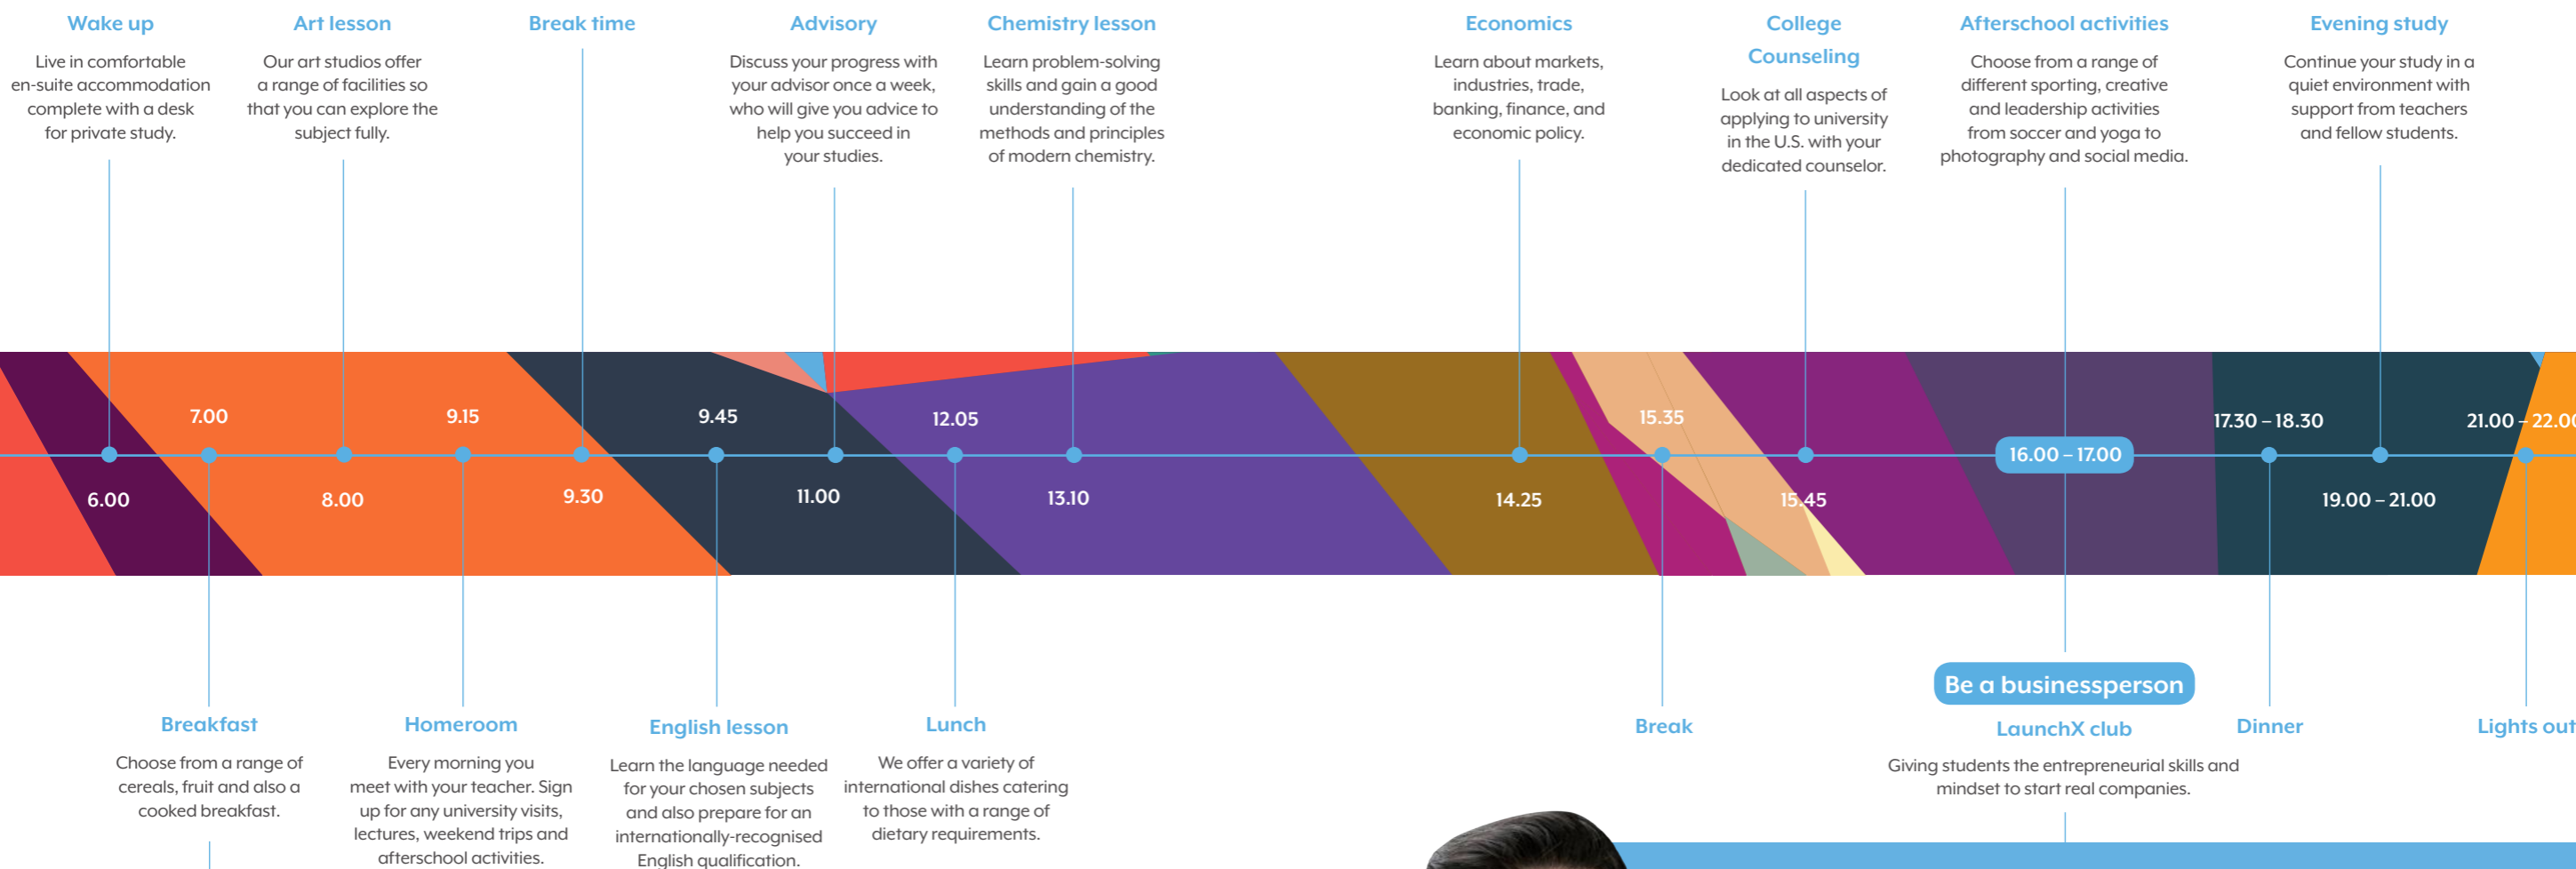 Wake up
Live in comfortable
en-suite accommodation
complete with a desk
for private study.
Art lesson
Our art studios offer
a range of facilities so
that you can explore the
subject fully.
Break time
Advisory
Discuss your progress with
your advisor once a week,
who will give you advice to
help you succeed in
your studies.
Chemistry lesson
Learn problem-solving
skills and gain a good
understanding of the
methods and principles
of modern chemistry.
Economics
Learn about markets,
industries, trade,
banking, finance, and
economic policy.
College
Counseling
Look at all aspects of
applying to university
in the U.S. with your
dedicated counselor.
Afterschool activities
Choose from a range of
different sporting, creative
and leadership activities
from soccer and yoga to
photography and social media.
Evening study
Continue your study in a
quiet environment with
support from teachers
and fellow students.
6.00
7.00
8.00
9.15
9.30
9.45
11.00
12.05
13.10
14.25
15.35
15.45
16.00 – 17.00
17.30 – 18.30
19.00 – 21.00
21.00 – 22.00
Breakfast
Choose from a range of
cereals, fruit and also a
cooked breakfast.
Homeroom
Every morning you
meet with your teacher. Sign
up for any university visits,
lectures, weekend trips and
afterschool activities.
English lesson
Learn the language needed
for your chosen subjects
and also prepare for an
internationally-recognised
English qualification.
Lunch
We offer a variety of
international dishes catering
to those with a range of
dietary requirements.
Break
Be a businessperson
LaunchX club
Giving students the entrepreneurial skills and
mindset to start real companies.
Dinner
Lights out